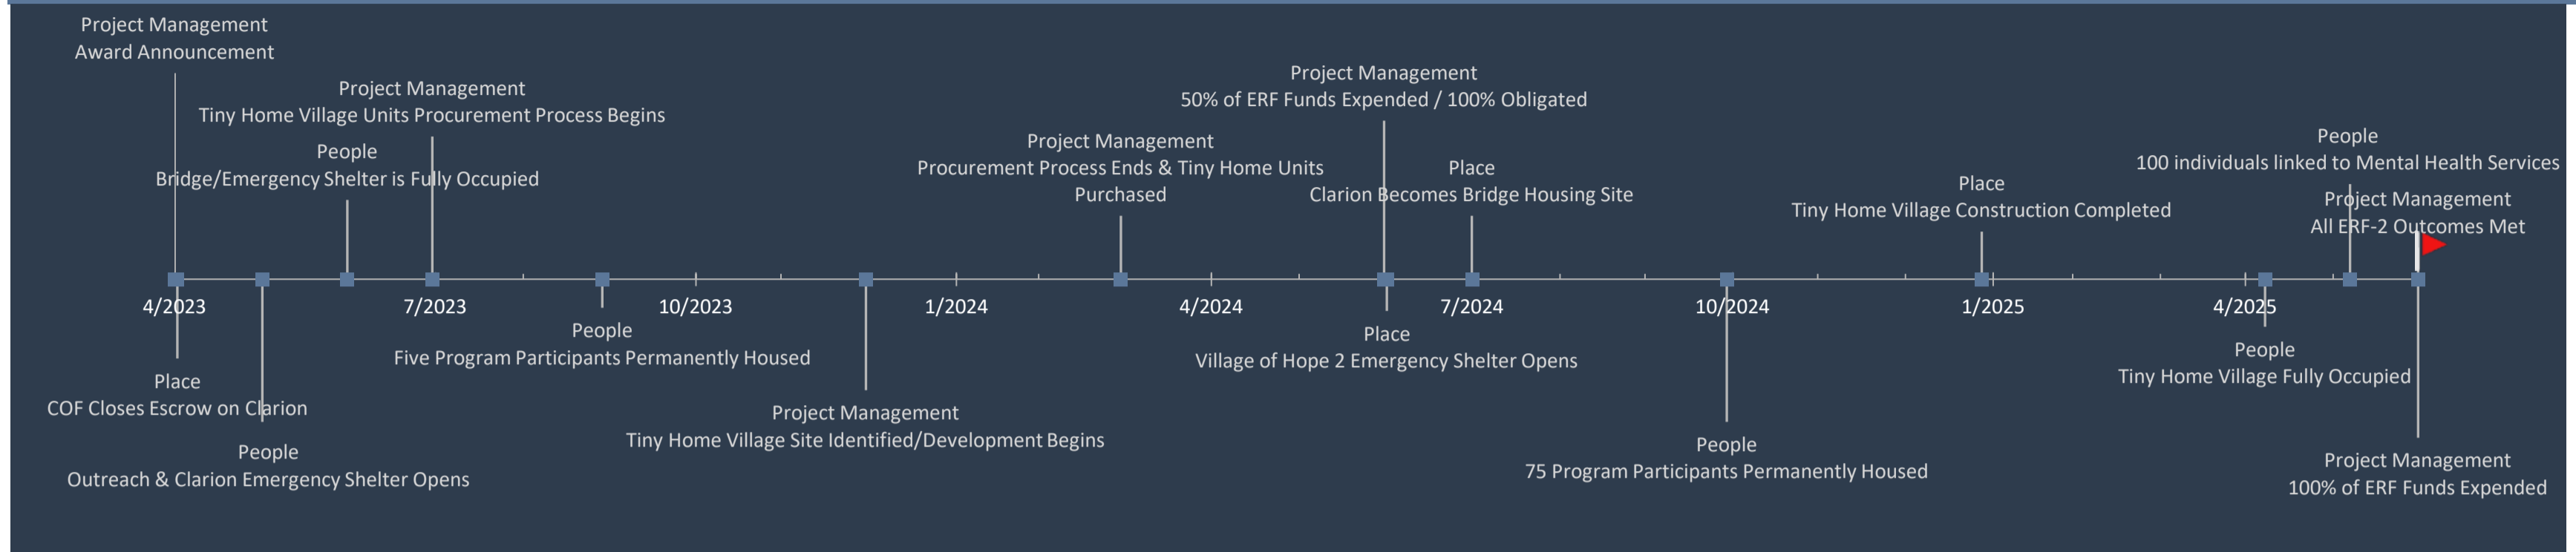 Project Management
Award Announcement
Project Management
Tiny Home Village Units Procurement Process Begins
People
Bridge/Emergency Shelter is Fully Occupied
Project Management
Procurement Process Ends & Tiny Home Units
Purchased
Project Management
50% of ERF Funds Expended / 100% Obligated
Place
Clarion Becomes Bridge Housing Site
Place
Tiny Home Village Construction Completed
People
100 individuals linked to Mental Health Services
Project Management
All ERF-2 Outcomes Met
4/2023
7/2023
10/2023
1/2024
4/2024
7/2024
10/2024
1/2025
4/2025
Place
COF Closes Escrow on Clarion
People
Outreach & Clarion Emergency Shelter Opens
People
Five Program Participants Permanently Housed
Project Management
Tiny Home Village Site Identified/Development Begins
Place
Village of Hope 2 Emergency Shelter Opens
People
75 Program Participants Permanently Housed
People
Tiny Home Village Fully Occupied
Project Management
100% of ERF Funds Expended